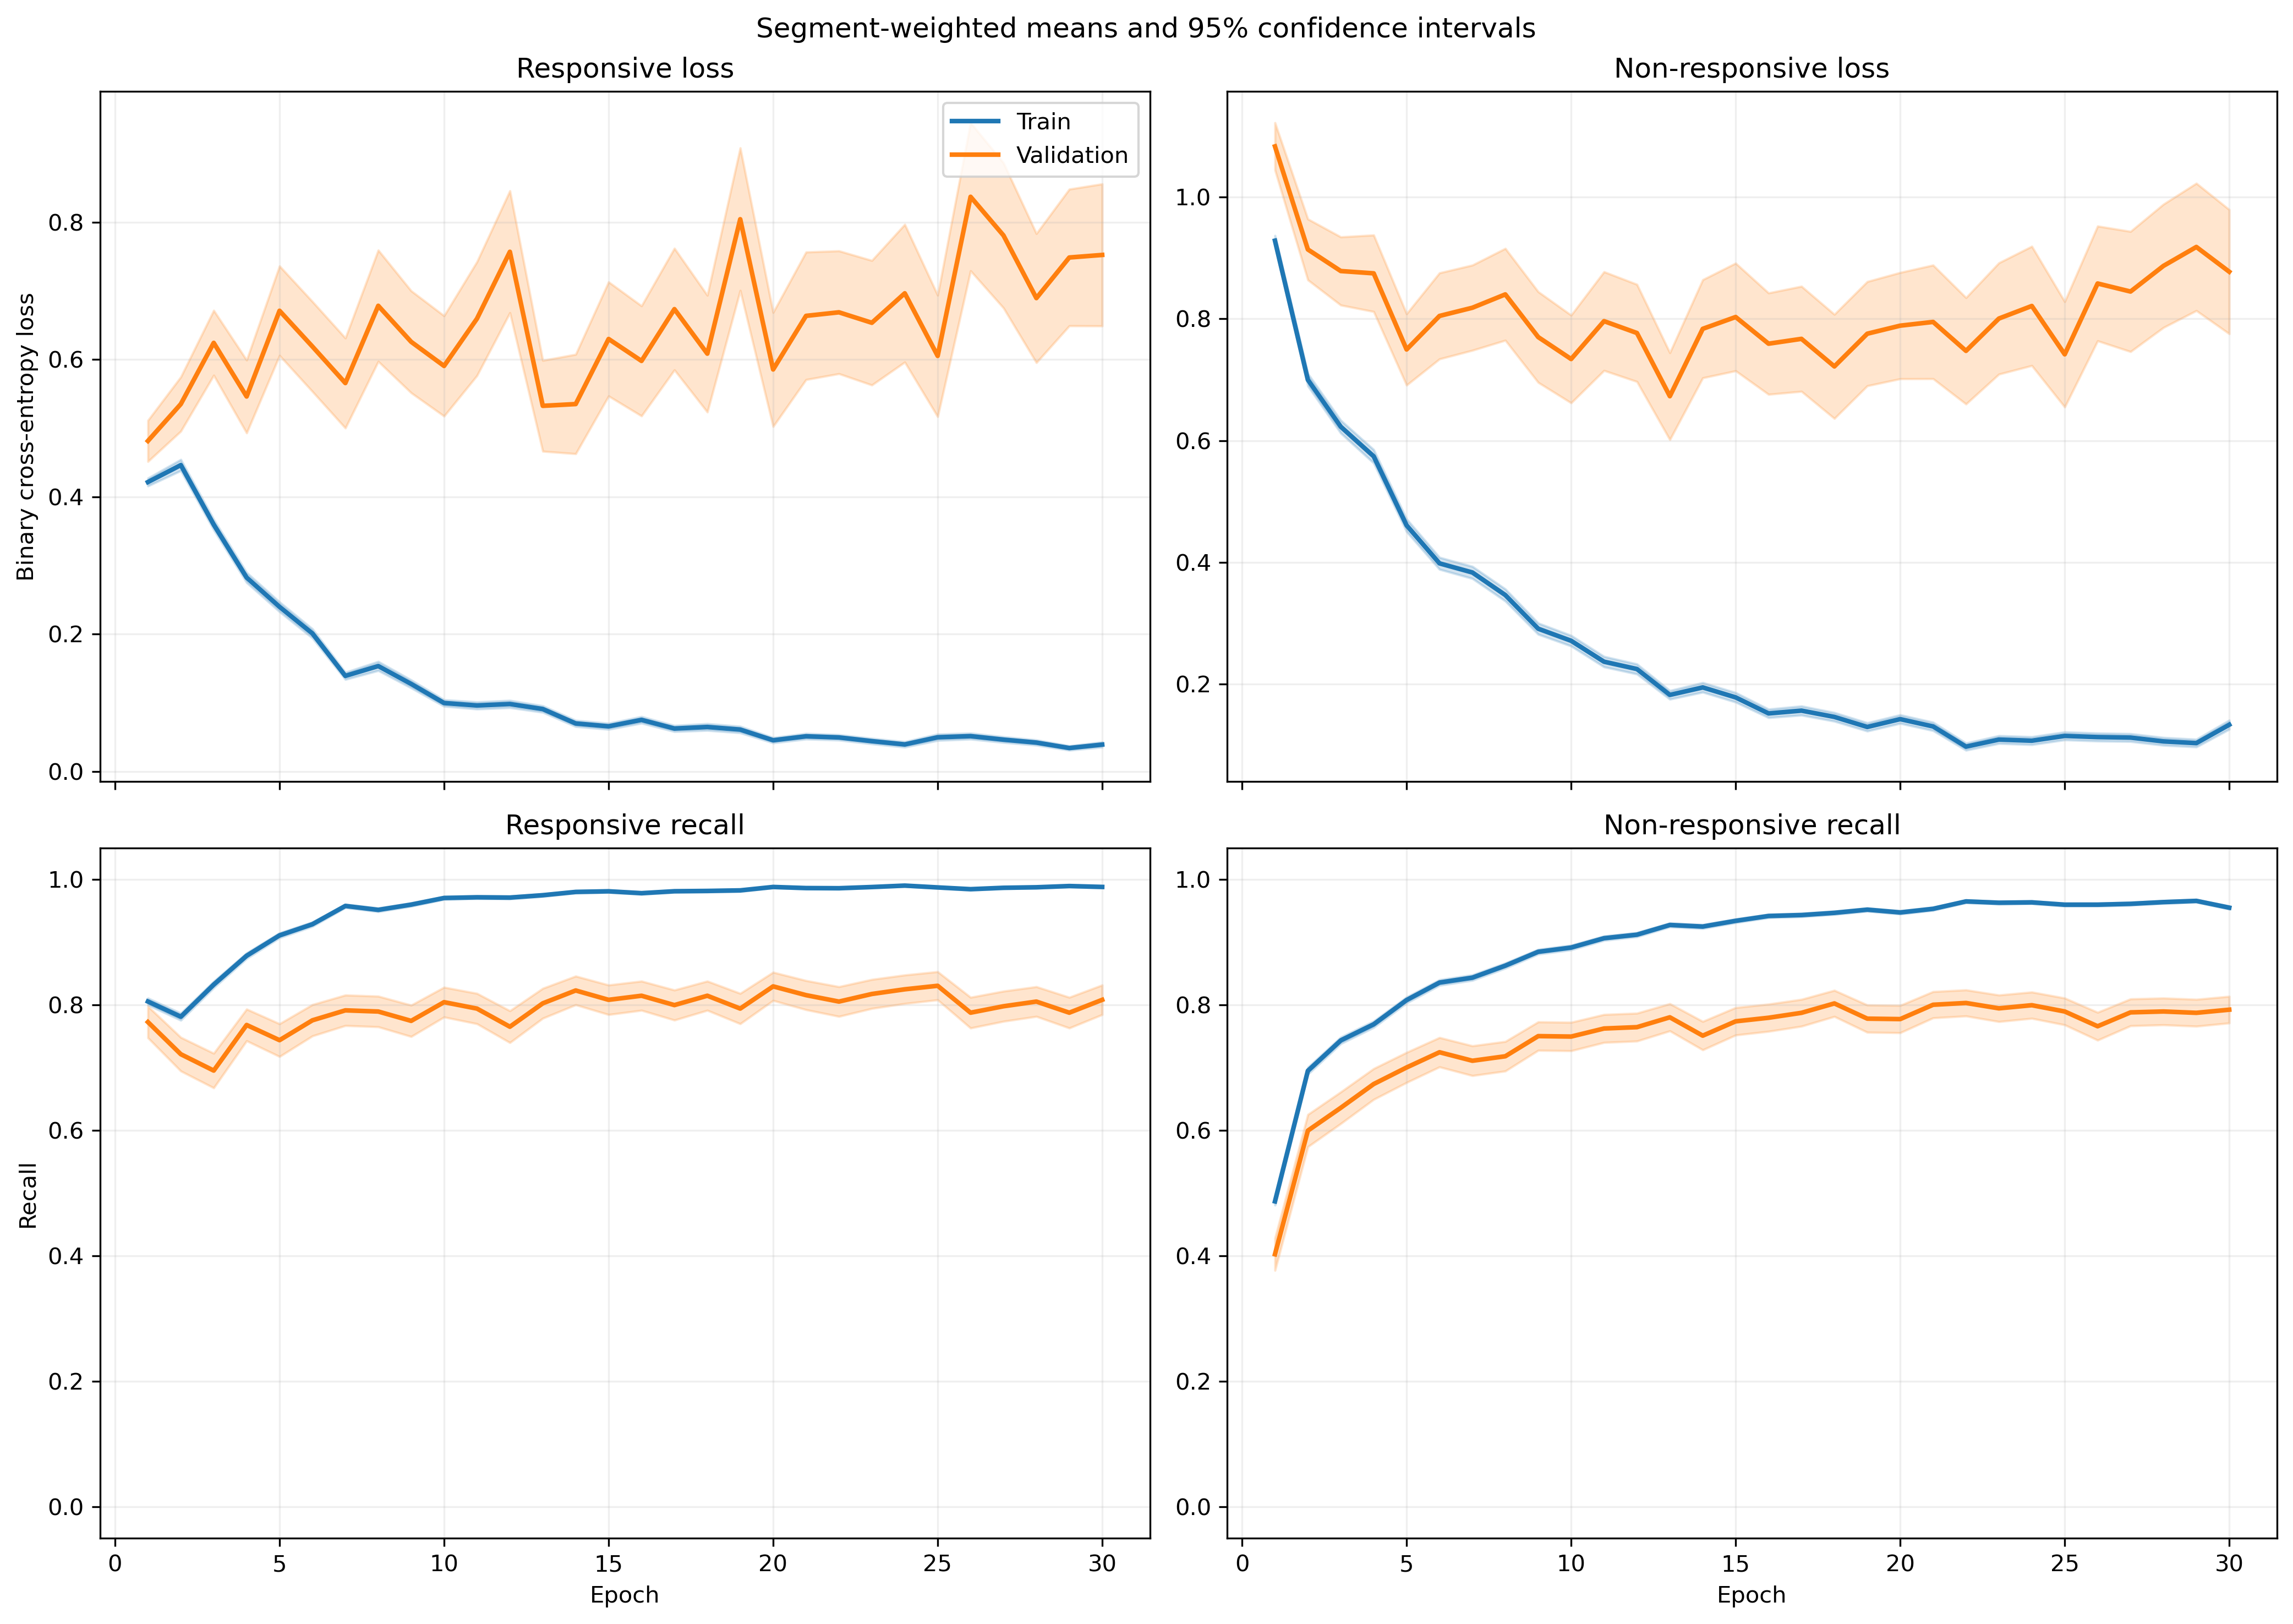 Segment-weighted means and 95% confidence intervals
Responsive loss
Train
Validation
Binary cross-entropy loss
0.8
0.6
0.4
0.2
0.0
Non-responsive loss
1.0
0.8
0.6
0.4
0.2
Responsive recall
Recall
1.0
0.8
0.6
0.4
0.2
0.0
0 5 10 15 20 25 30
Epoch
Non-responsive recall
1.0
0.8
0.6
0.4
0.2
0.0
0 5 10 15 20 25 30
Epoch